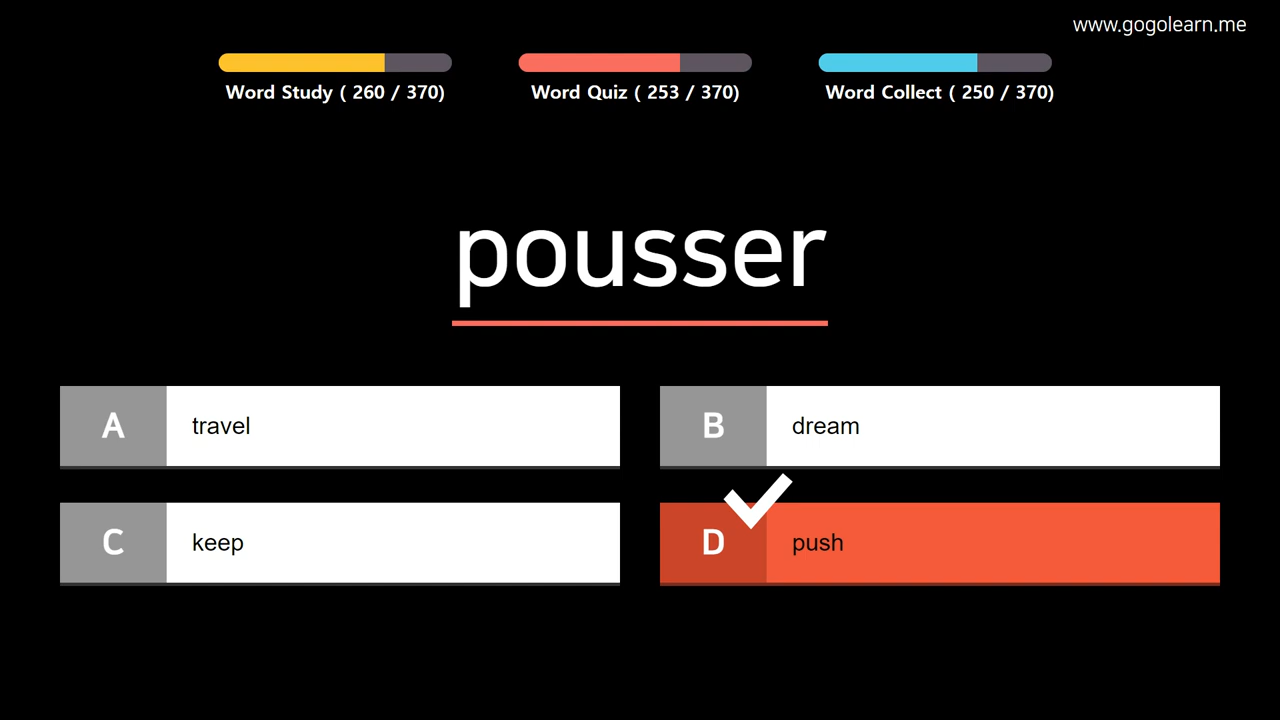 www.gogolearn.me
Word Study ( 260 / 370)
Word Quiz ( 253 / 370)
Word Collect ( 250 / 370)
pousser
A travel
B dream
C keep
D push